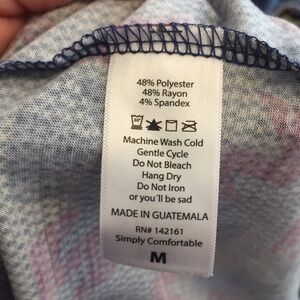 48% Polyester
48% Rayon
4% Spandex
Machine Wash Cold
Gentle Cycle
Do Not Bleach
Hang Dry
Do Not Iron
or you'll be sad
MADE IN GUATEMALA
RN# 142161
Simply Comfortable
M